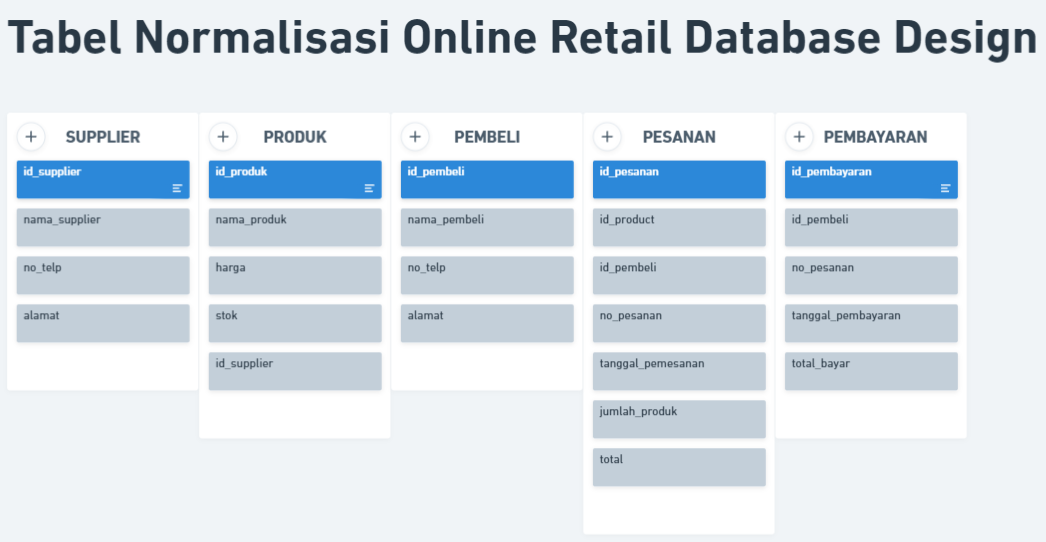 Tabel Normalisasi Online Retail Database Design
SUPPLIER
id_supplier
nama_supplier
no_telp
alamat
PRODUK
id_produk
nama_produk
harga
stok
id_supplier
PEMBELI
id_pembeli
nama_pembeli
no_telp
alamat
PESANAN
id_pesanan
id_product
id_pembeli
no_pesanan
tanggal_pemesanan
jumlah_produk
total
PEMBAYARAN
id_pembayaran
id_pembeli
no_pesanan
tanggal_pembayaran
total_bayar